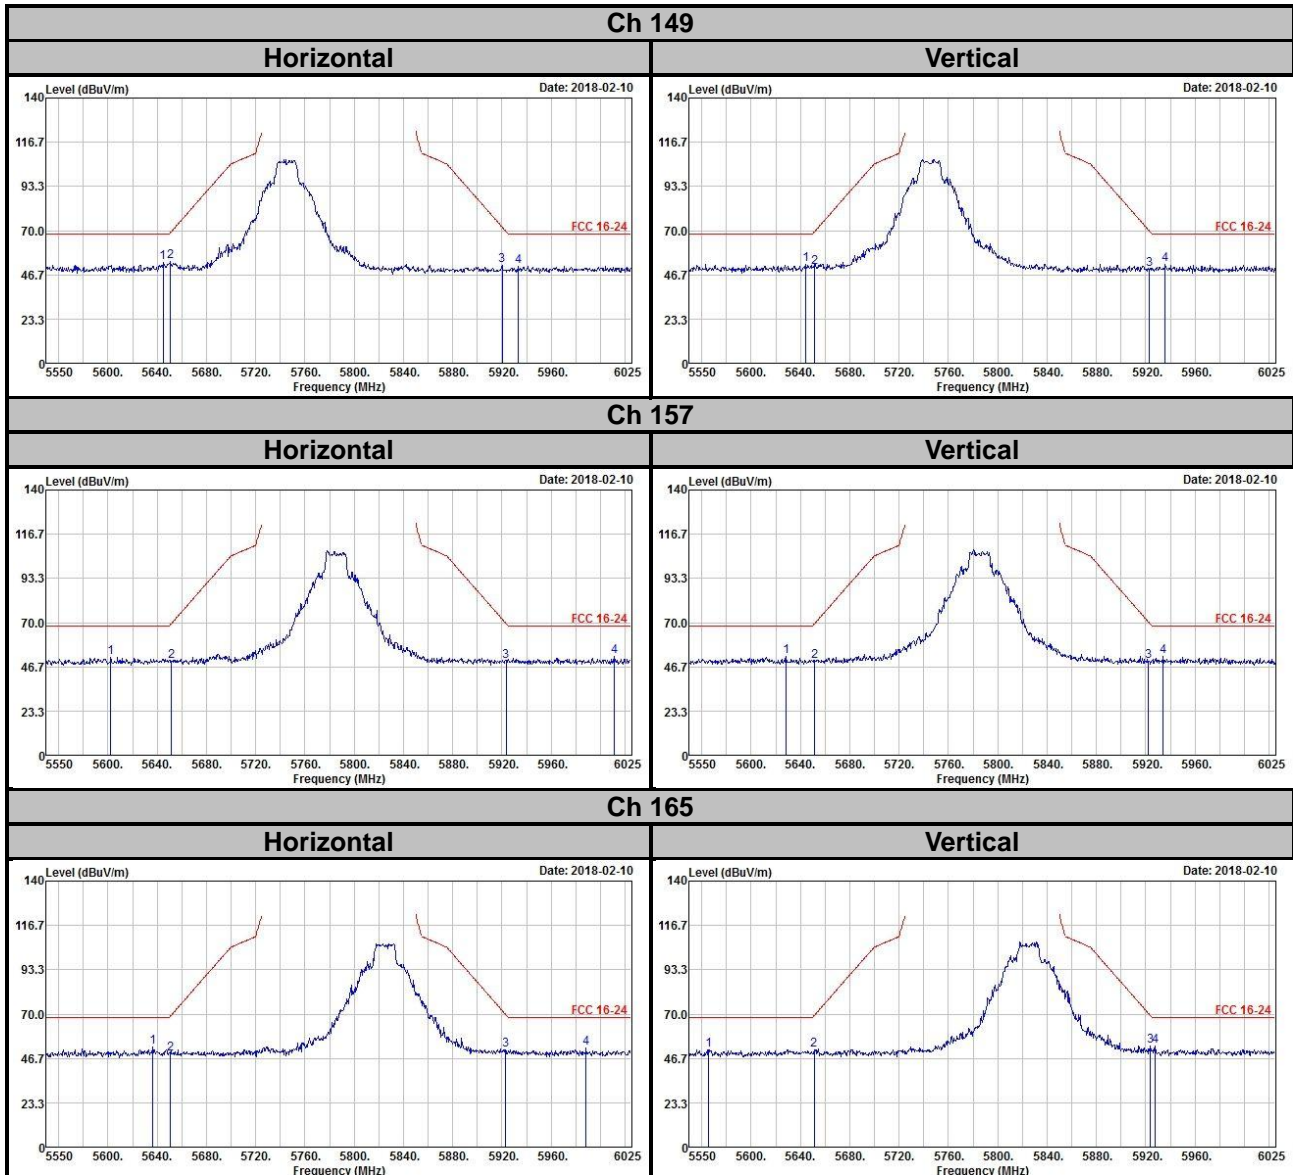 Ch 149
Horizontal Vertical
Level (dBuV/m) Date: 2018-02-10 Level (dBuV/m) Date: 2018-02-10
140 140
116.7 116.7
93.3 93.3
70.0 FCC 16-24 70.0 FCC 16-24
1 2 3 4 1 2 3 4
46.7 46.7
23.3 23.3
0 0
5550 5600. 5640. 5680. 5720. 5760. 5800. 5840. 5880. 5920. 5960. 6025 5550 5600. 5640. 5680. 5720. 5760. 5800. 5840. 5880. 5920. 5960. 6025
Frequency (MHz) Frequency (MHz)
Ch 157
Horizontal Vertical
Level (dBuV/m) Date: 2018-02-10 Level (dBuV/m) Date: 2018-02-10
140 140
116.7 116.7
93.3 93.3
70.0 FCC 16-24 70.0 FCC 16-24
1 2 3 4 1 2 3 4
46.7 46.7
23.3 23.3
0 0
5550 5600. 5640. 5680. 5720. 5760. 5800. 5840. 5880. 5920. 5960. 6025 5550 5600. 5640. 5680. 5720. 5760. 5800. 5840. 5880. 5920. 5960. 6025
Frequency (MHz) Frequency (MHz)
Ch 165
Horizontal Vertical
Level (dBuV/m) Date: 2018-02-10 Level (dBuV/m) Date: 2018-02-10
140 140
116.7 116.7
93.3 93.3
70.0 FCC 16-24 70.0 FCC 16-24
1 2 3 4 1 2 3 4
46.7 46.7
23.3 23.3
0 0
5550 5600. 5640. 5680. 5720. 5760. 5800. 5840. 5880. 5920. 5960. 6025 5550 5600. 5640. 5680. 5720. 5760. 5800. 5840. 5880. 5920. 5960. 6025
Frequency (MHz) Frequency (MHz)